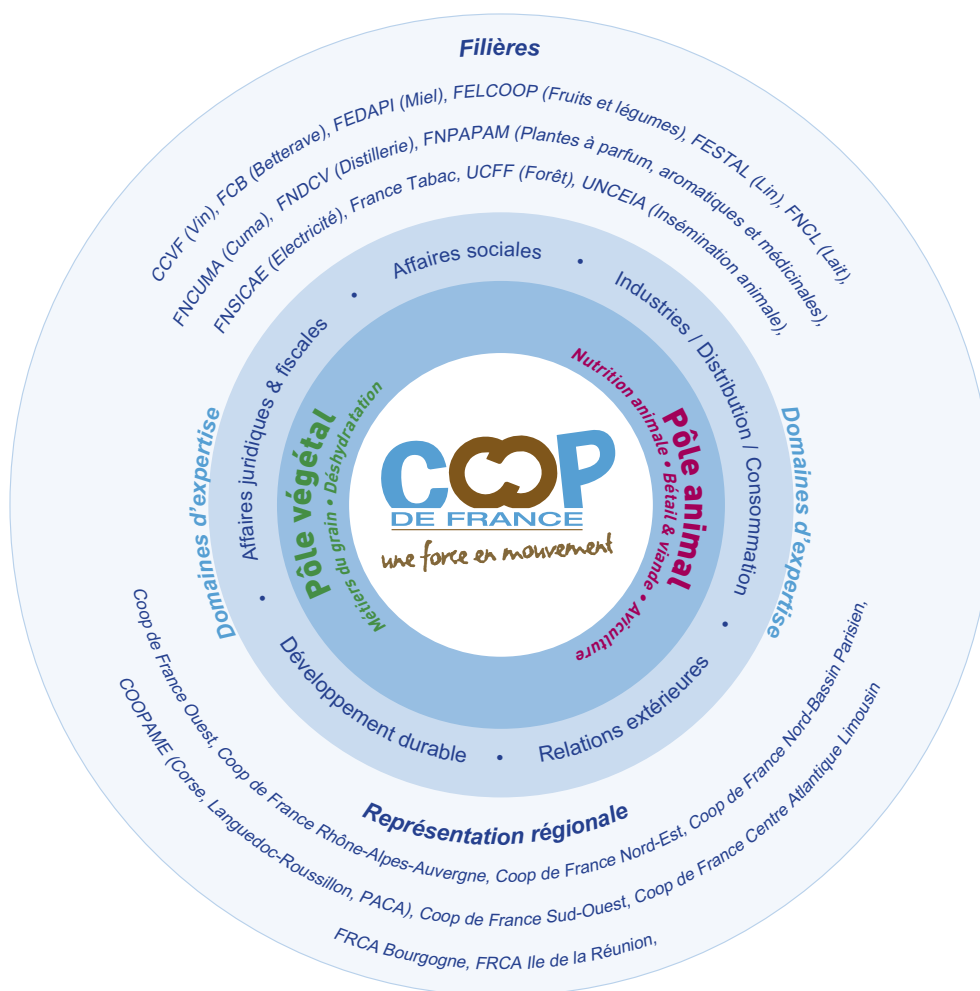 Filières
CCVF (Vin), FCB (Betterave), FEDAPI (Miel), FELCOOP (Fruits et légumes), FESTAL (Lin), FNCL (Lait),
FNCUMA (Cuma), FNDCV (Distillerie), FNPAPAM (Plantes à parfum, aromatiques et médicinales),
FNSICAE (Electricité), France Tabac, UCFF (Forêt), UNCEIA (Insémination animale),
Domaines d'expertise
Affaires juridiques & fiscales • Affaires sociales • Industries / Distribution / Consommation •
Domaines d'expertise
Pôle végétal
Métiers du grain • Déshydratation
COOP
DE FRANCE
une force en mouvement
Pôle animal
Nutrition animale • Bétail & viande • Aviculture
• Développement durable • Relations extérieures
Représentation régionale
Coop de France Ouest, Coop de France Rhône-Alpes-Auvergne, Coop de France Nord-Est, Coop de France Nord-Bassin Parisien,
COOPAME (Corse, Languedoc-Roussillon, PACA), Coop de France Sud-Ouest, Coop de France Centre Atlantique Limousin
FRCA Bourgogne, FRCA Ile de la Réunion,